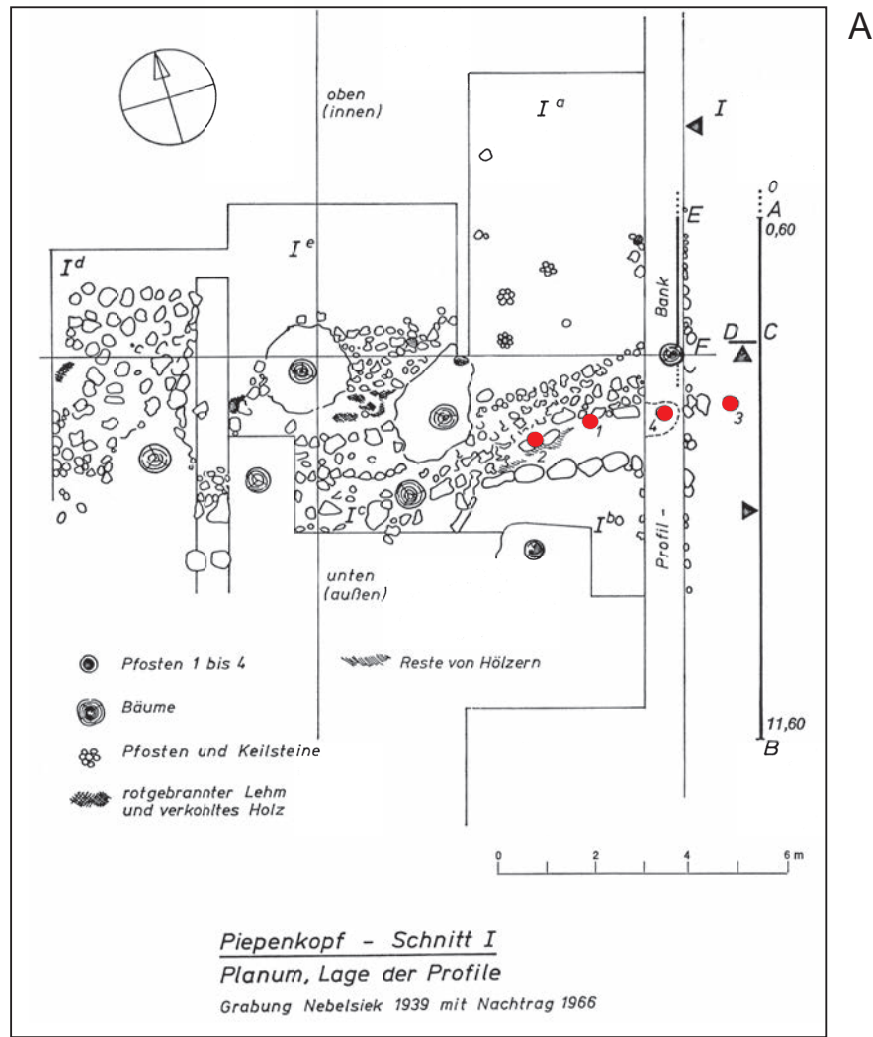 A
oben
(innen)
I a
I
0
E
A
0,60
I e
I d
Bank
D
C
F
1
4
3
2
I c
I b
Profil -
unten
(außen)
Pfosten 1 bis 4
Reste von Hölzern
Bäume
Pfosten und Keilsteine
11,60
B
rotgebrannter Lehm
und verkohltes Holz
0 2 4 6 m
Piepenkopf - Schnitt I
Planum, Lage der Profile
Grabung Nebelsiek 1939 mit Nachtrag 1966